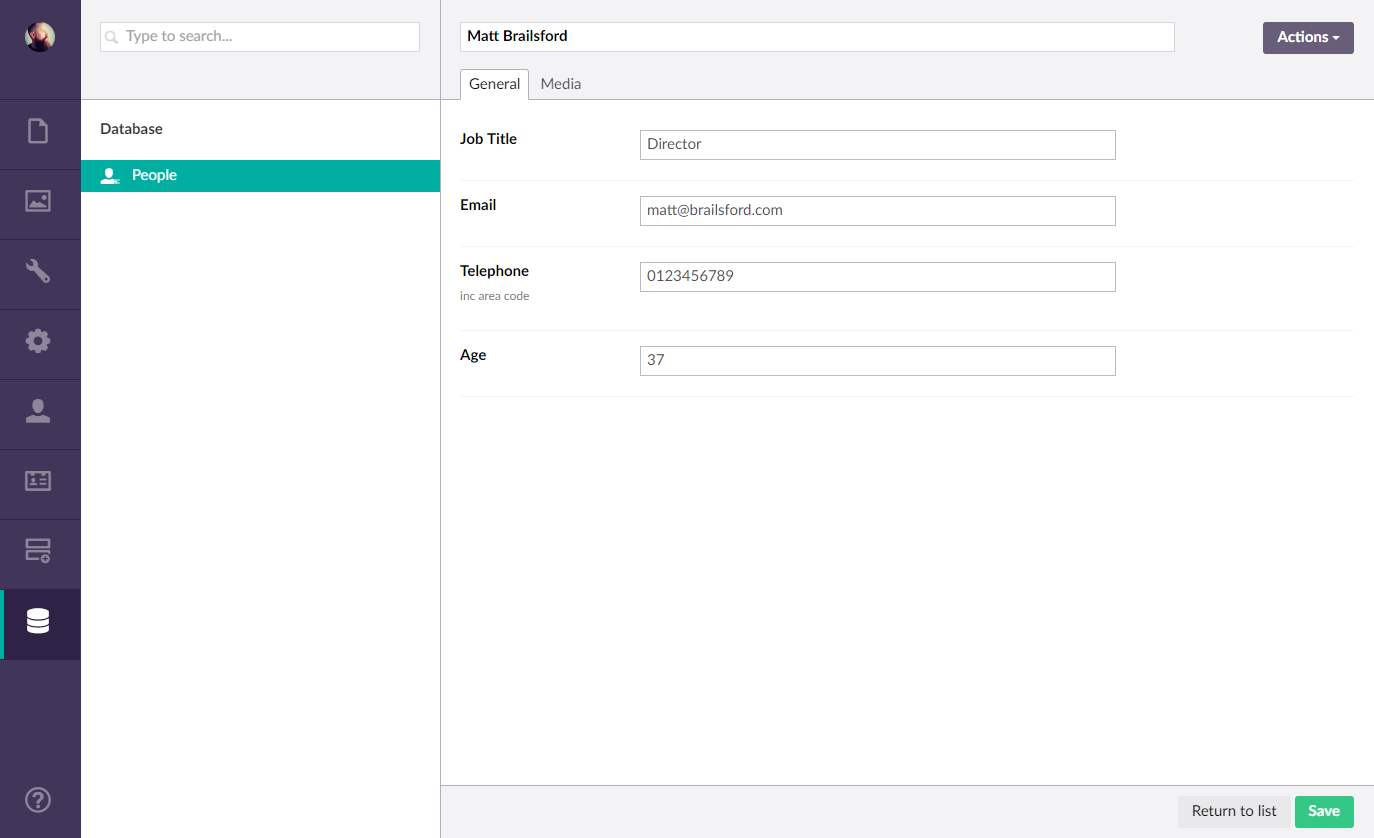 Type to search...
Matt Brailsford
Actions
General
Media
Database
People
Job Title
Director
Email
matt@brailsford.com
Telephone
0123456789
inc area code
Age
37
Return to list
Save